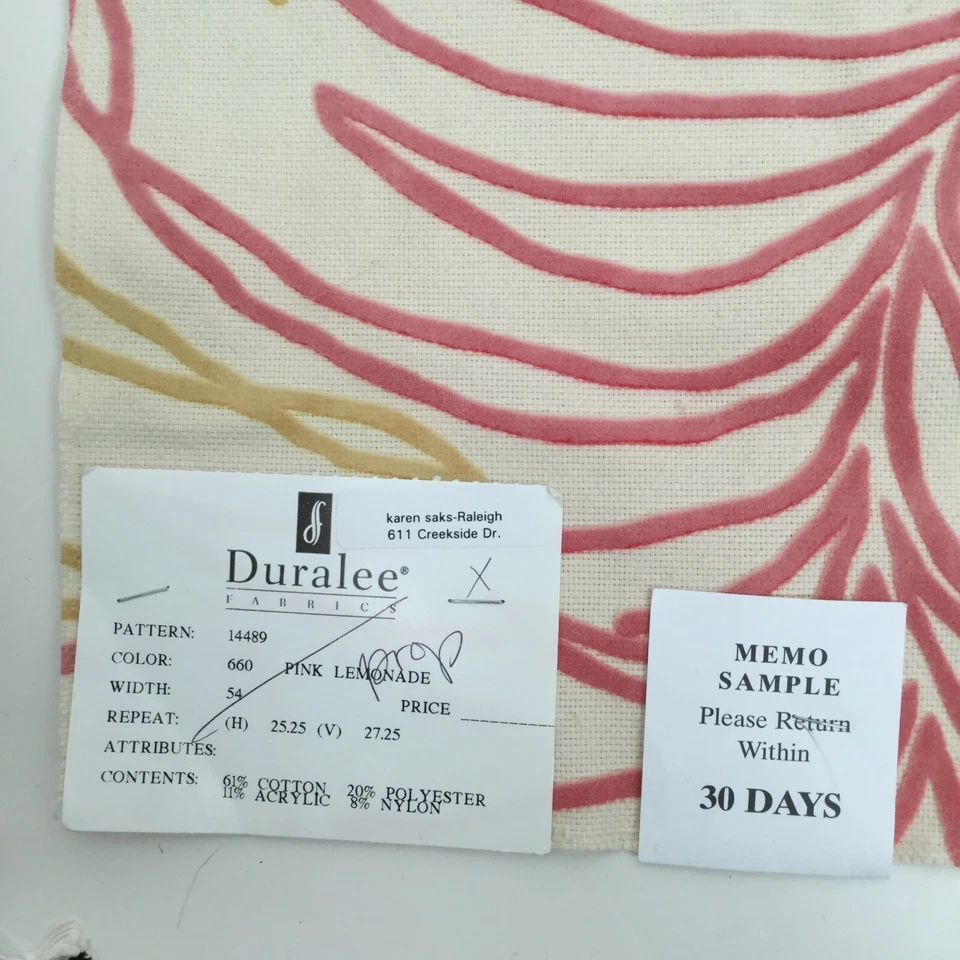 karen saks-Raleigh
611 Creekside Dr.
Duralee®
FABRICS
X
PATTERN: 14489
COLOR: 660 PINK LEMONADE
drop
WIDTH: 54
PRICE
REPEAT: (H) 25.25 (V) 27.25
ATTRIBUTES:
CONTENTS: 61% COTTON 20% POLYESTER
11% ACRYLIC 8% NYLON
MEMO
SAMPLE
Please Return
Within
30 DAYS